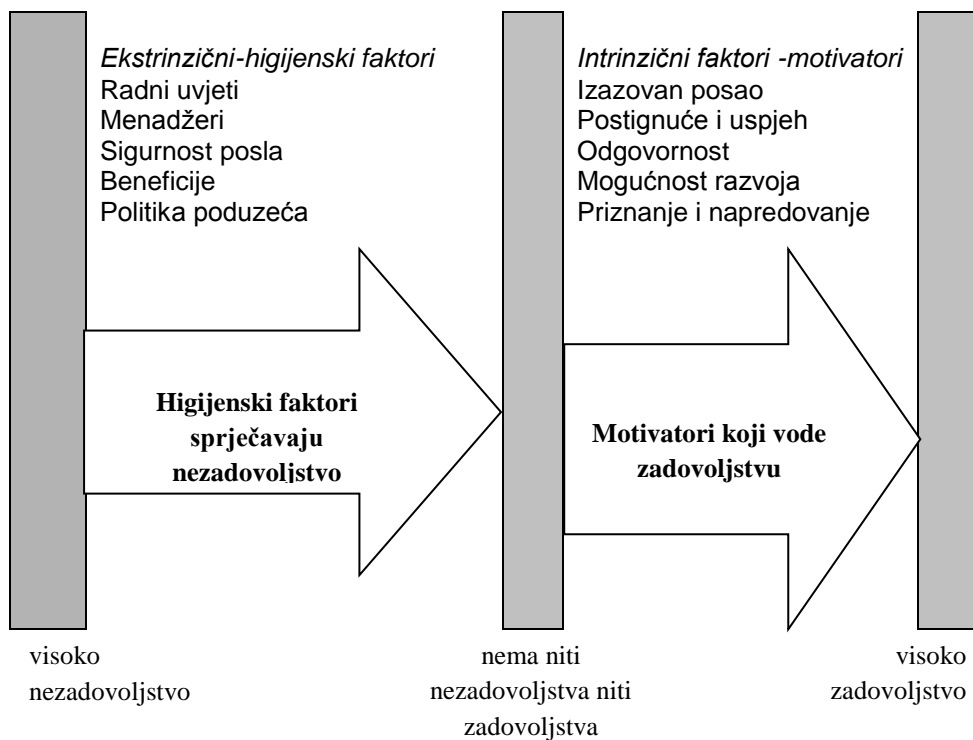 Ekstrinzični-higijenski faktori
Radni uvjeti
Menadžeri
Sigurnost posla
Beneficije
Politika poduzeća
Intrinzični faktori -motivatori
Izazovan posao
Postignuće i uspjeh
Odgovornost
Mogućnost razvoja
Priznanje i napredovanje
Higijenski faktori
sprječavaju
nezadovoljstvo
Motivatori koji vode
zadovoljstvu
visoko
nezadovoljstvo
nema niti
nezadovoljstva niti
zadovoljstva
visoko
zadovoljstvo